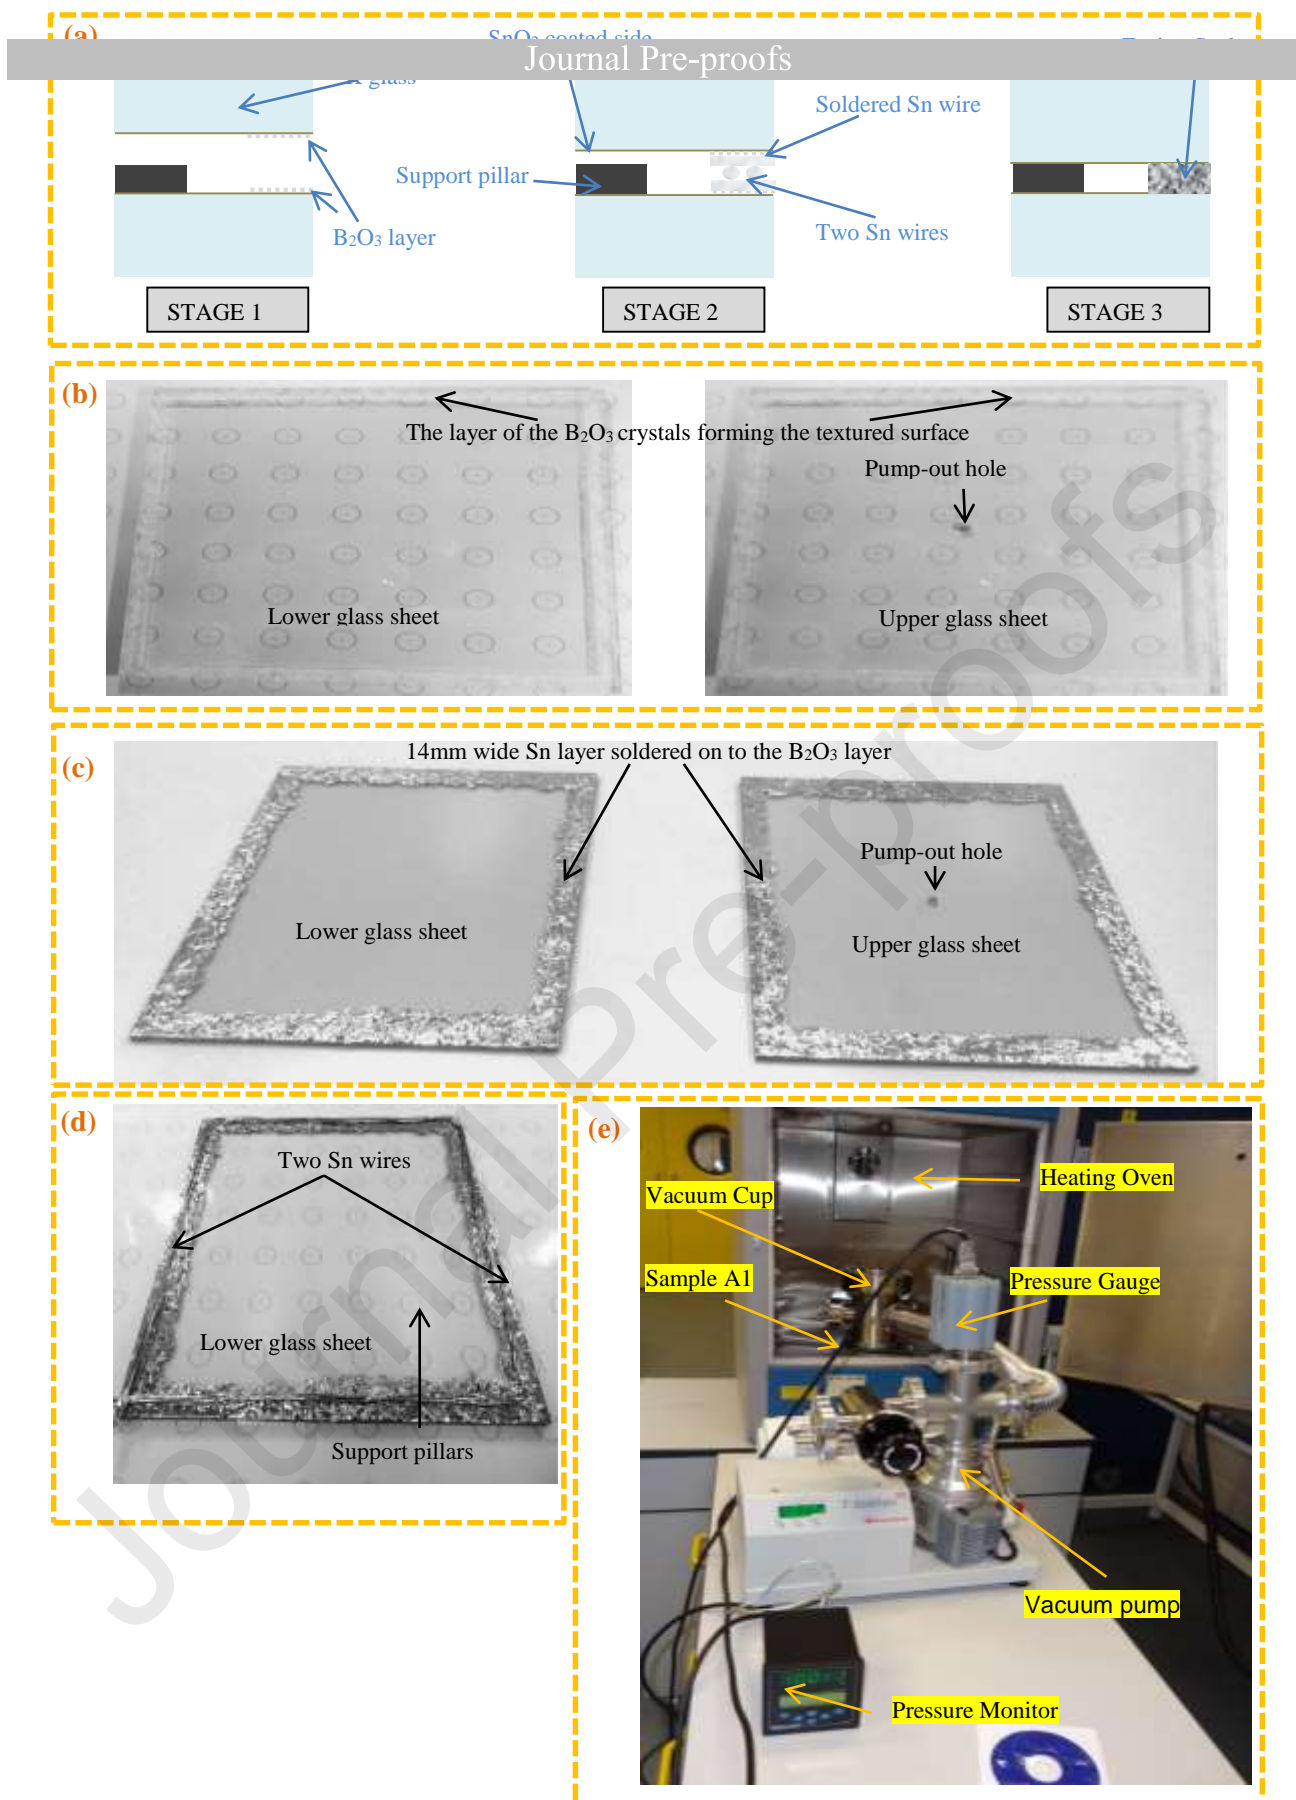 (a)
SnO2 coated side
Journal Pre-proofs
K glass
Soldered Sn wire
Support pillar
B2O3 layer
Two Sn wires
STAGE 1
STAGE 2
STAGE 3
(b)
The layer of the B2O3 crystals forming the textured surface
Pump-out hole
Lower glass sheet
Upper glass sheet
(c)
14mm wide Sn layer soldered on to the B2O3 layer
Pump-out hole
Lower glass sheet
Upper glass sheet
(d)
Two Sn wires
Lower glass sheet
Support pillars
(e)
Heating Oven
Vacuum Cup
Sample A1
Pressure Gauge
Vacuum pump
Pressure Monitor
Journal Pre-proofs